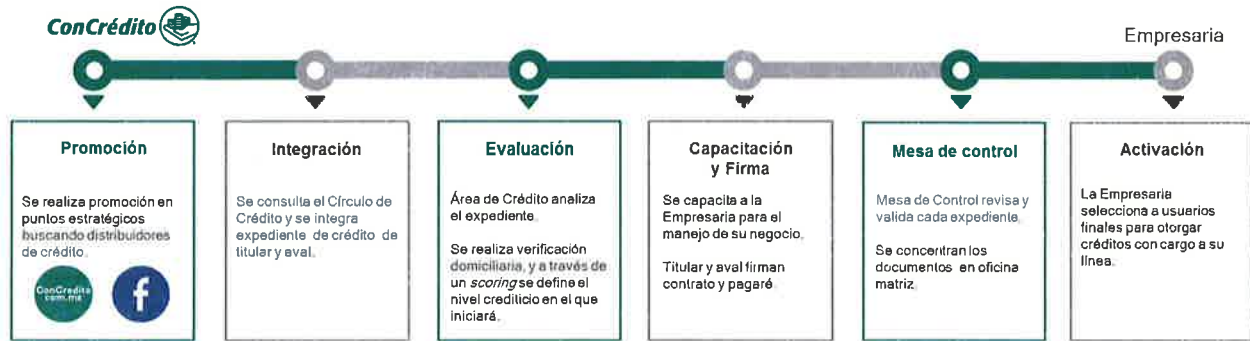 ConCrédito
Empresaria
Promoción
Se realiza promoción en
puntos estratégicos
buscando distribuidores
de crédito.
ConCredito
com.mx
f
Integración
Se consulta el Círculo de
Crédito y se integra
expediente de crédito de
titular y aval.
Evaluación
Área de Crédito analiza
el expediente.
Se realiza verificación
domiciliaria, y a través de
un scoring se define el
nivel crediticio en el que
iniciará.
Capacitación
y Firma
Se capacita a la
Empresaria para el
manejo de su negocio.
Titular y aval firman
contrato y pagaré
Mesa de control
Mesa de Control revisa y
valida cada expediente.
Se concentran los
documentos en oficina
matriz.
Activación
La Empresaria
selecciona a usuarios
finales para otorgar
créditos con cargo a su
línea.